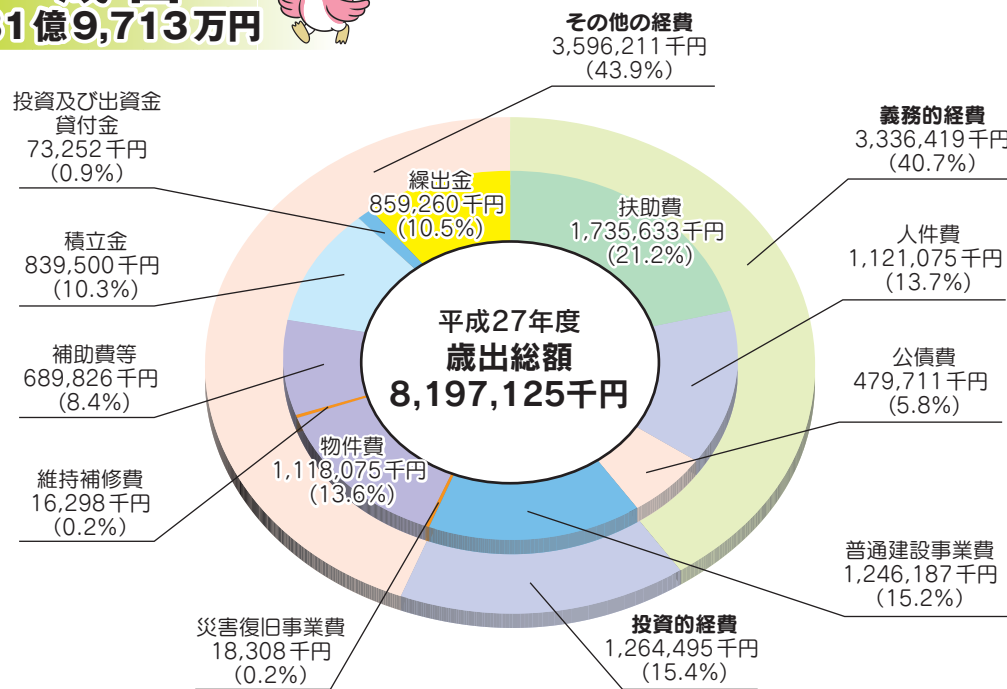 1億9,713万円
その他の経費
3,596,211千円
(43.9%)
投資及び出資金
貸付金
73,252千円
(0.9%)
義務的経費
3,336,419千円
(40.7%)
繰出金
859,260千円
(10.5%)
扶助費
1,735,633千円
(21.2%)
人件費
1,121,075千円
(13.7%)
積立金
839,500千円
(10.3%)
平成27年度
歳出総額
8,197,125千円
補助費等
689,826千円
(8.4%)
公債費
479,711千円
(5.8%)
物件費
1,118,075千円
(13.6%)
維持補修費
16,298千円
(0.2%)
普通建設事業費
1,246,187千円
(15.2%)
災害復旧事業費
18,308千円
(0.2%)
投資的経費
1,264,495千円
(15.4%)